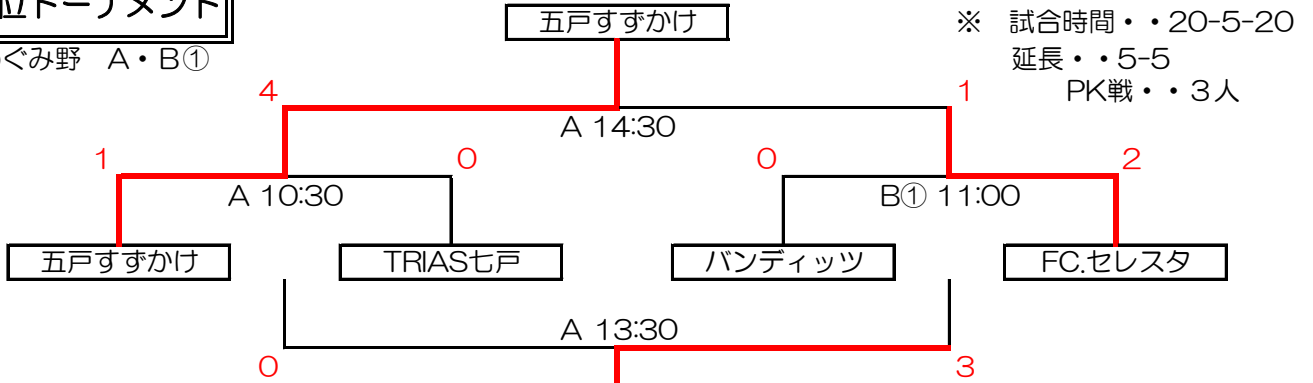 位トーナメント
ぐみ野 A・B①
五戸すずかけ
※ 試合時間・・20-5-20
延長・・5-5
PK戦・・3人
4
1
A 14:30
1
0
0
2
A 10:30
B① 11:00
五戸すずかけ
TRIAS七戸
バンディッツ
FC.セレスタ
A 13:30
0
3